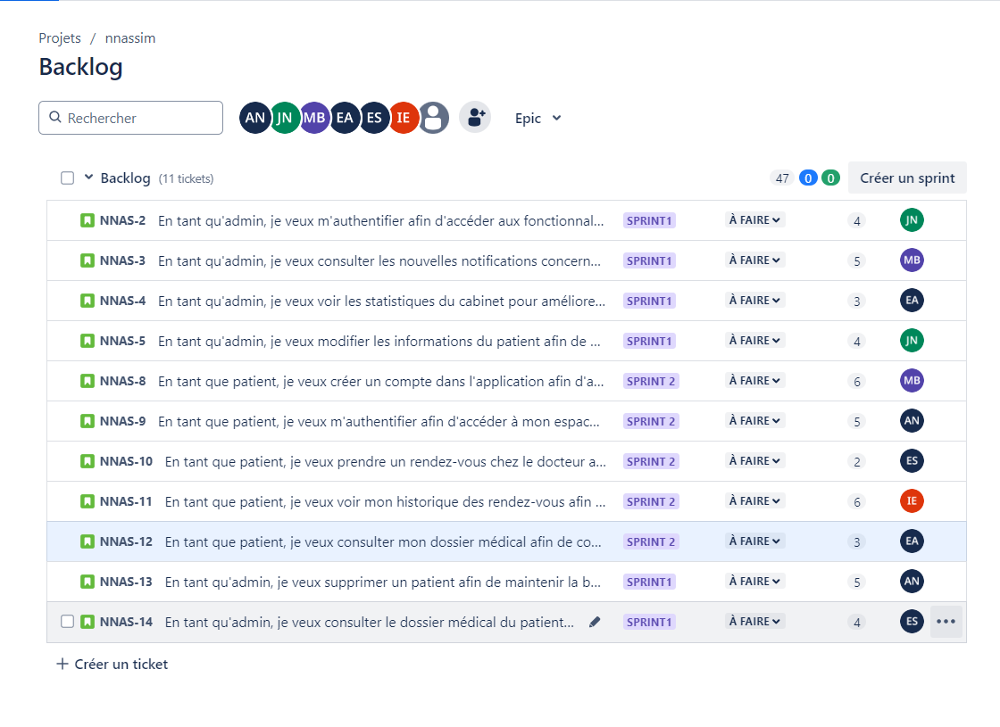 Projets / nnassim
Backlog
Rechercher AN JN MB EA ES IE Epic
Backlog (11 tickets) 47 0 0 Créer un sprint
NNAS-2 En tant qu'admin, je veux m'authentifier afin d'accéder aux fonctionnal... SPRINT1 À FAIRE 4 JN
NNAS-3 En tant qu'admin, je veux consulter les nouvelles notifications concern... SPRINT1 À FAIRE 5 MB
NNAS-4 En tant qu'admin, je veux voir les statistiques du cabinet pour améliore... SPRINT1 À FAIRE 3 EA
NNAS-5 En tant qu'admin, je veux modifier les informations du patient afin de ... SPRINT1 À FAIRE 4 JN
NNAS-8 En tant que patient, je veux créer un compte dans l'application afin d'a... SPRINT 2 À FAIRE 6 MB
NNAS-9 En tant que patient, je veux m'authentifier afin d'accéder à mon espac... SPRINT 2 À FAIRE 5 AN
NNAS-10 En tant que patient, je veux prendre un rendez-vous chez le docteur a... SPRINT 2 À FAIRE 2 ES
NNAS-11 En tant que patient, je veux voir mon historique des rendez-vous afin ... SPRINT 2 À FAIRE 6 IE
NNAS-12 En tant que patient, je veux consulter mon dossier médical afin de co... SPRINT 2 À FAIRE 3 EA
NNAS-13 En tant qu'admin, je veux supprimer un patient afin de maintenir la b... SPRINT1 À FAIRE 5 AN
NNAS-14 En tant qu'admin, je veux consulter le dossier médical du patient... SPRINT1 À FAIRE 4 ES
Créer un ticket